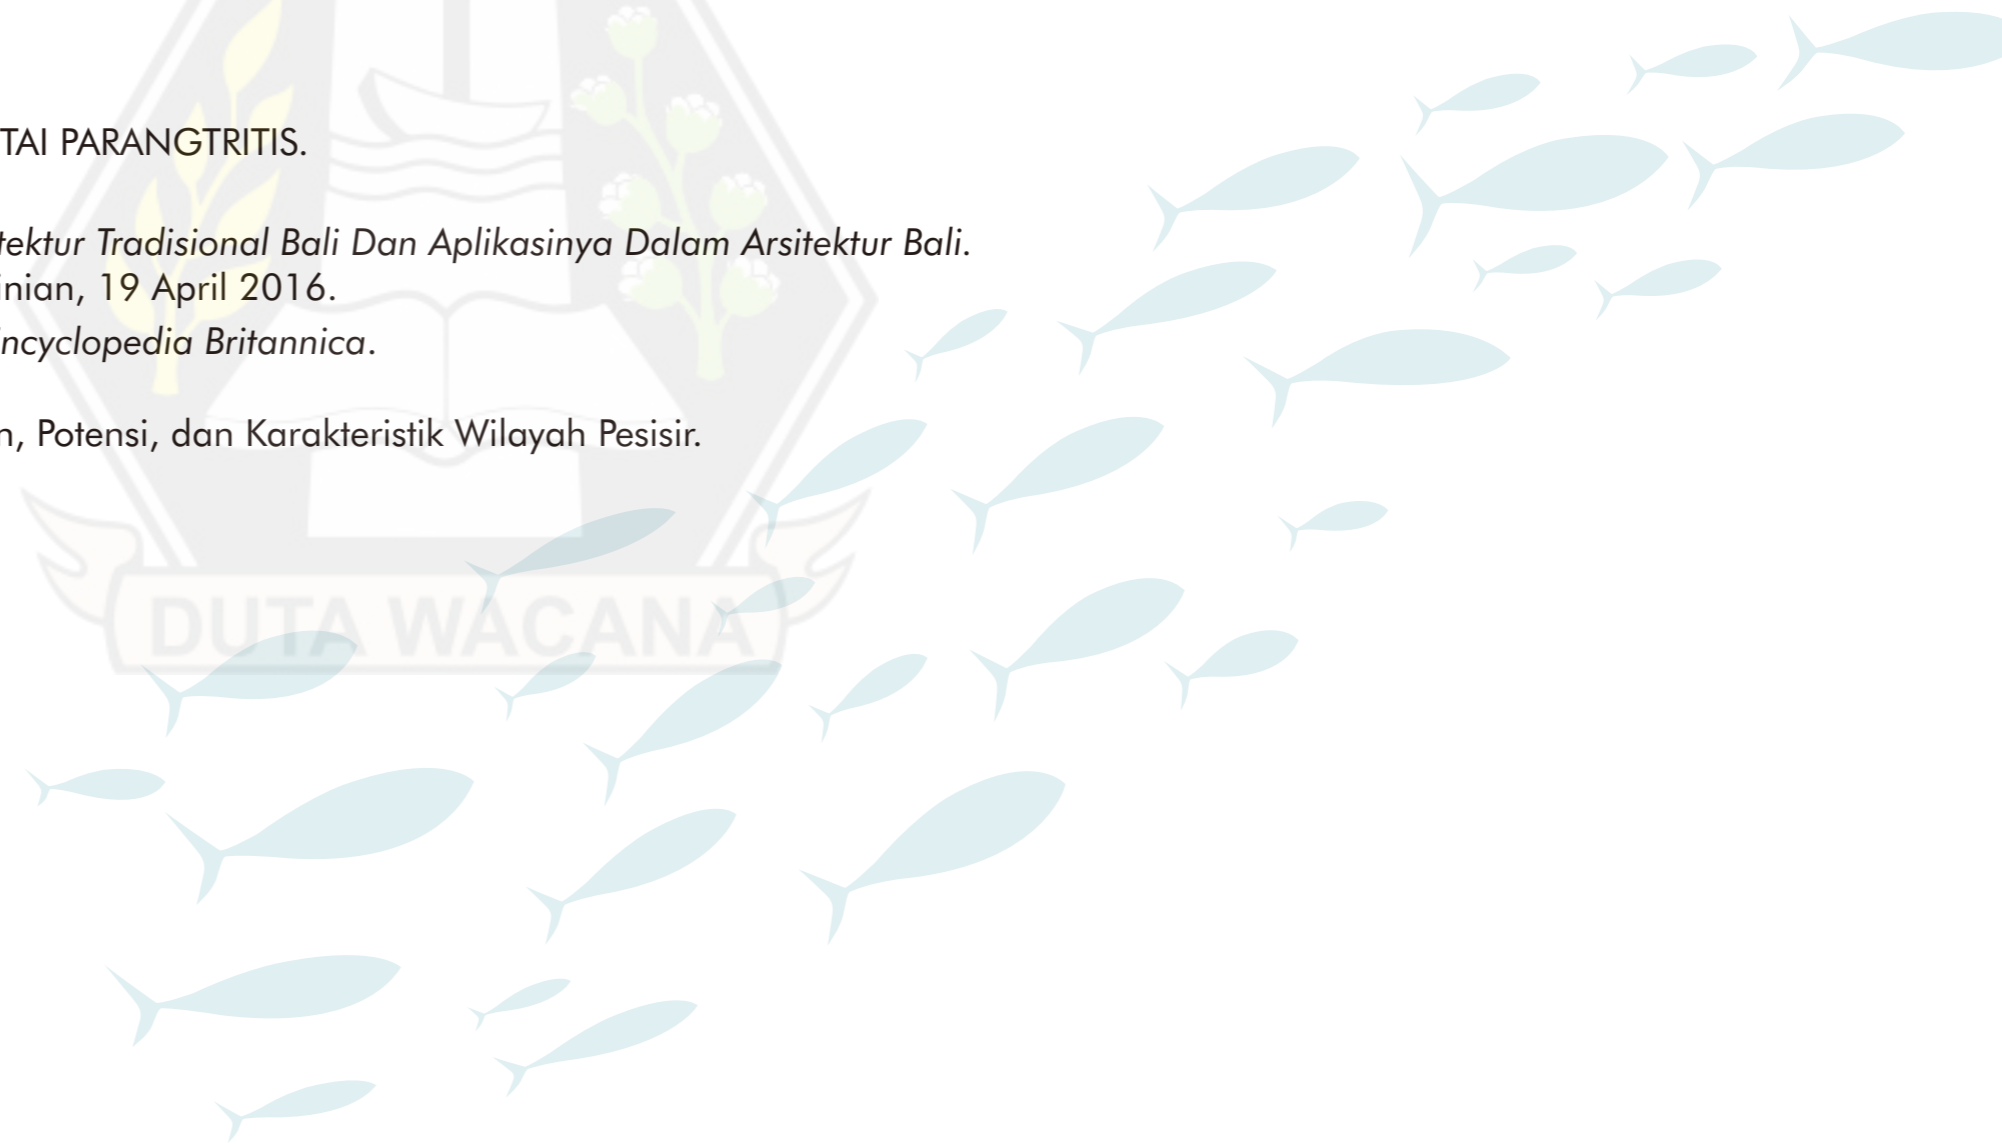 TAI PARANGTRITIS.
tektur Tradisional Bali Dan Aplikasinya Dalam Arsitektur Bali.
inian, 19 April 2016.
ncyclopedia Britannica.
n, Potensi, dan Karakteristik Wilayah Pesisir.
DUTA WACANA